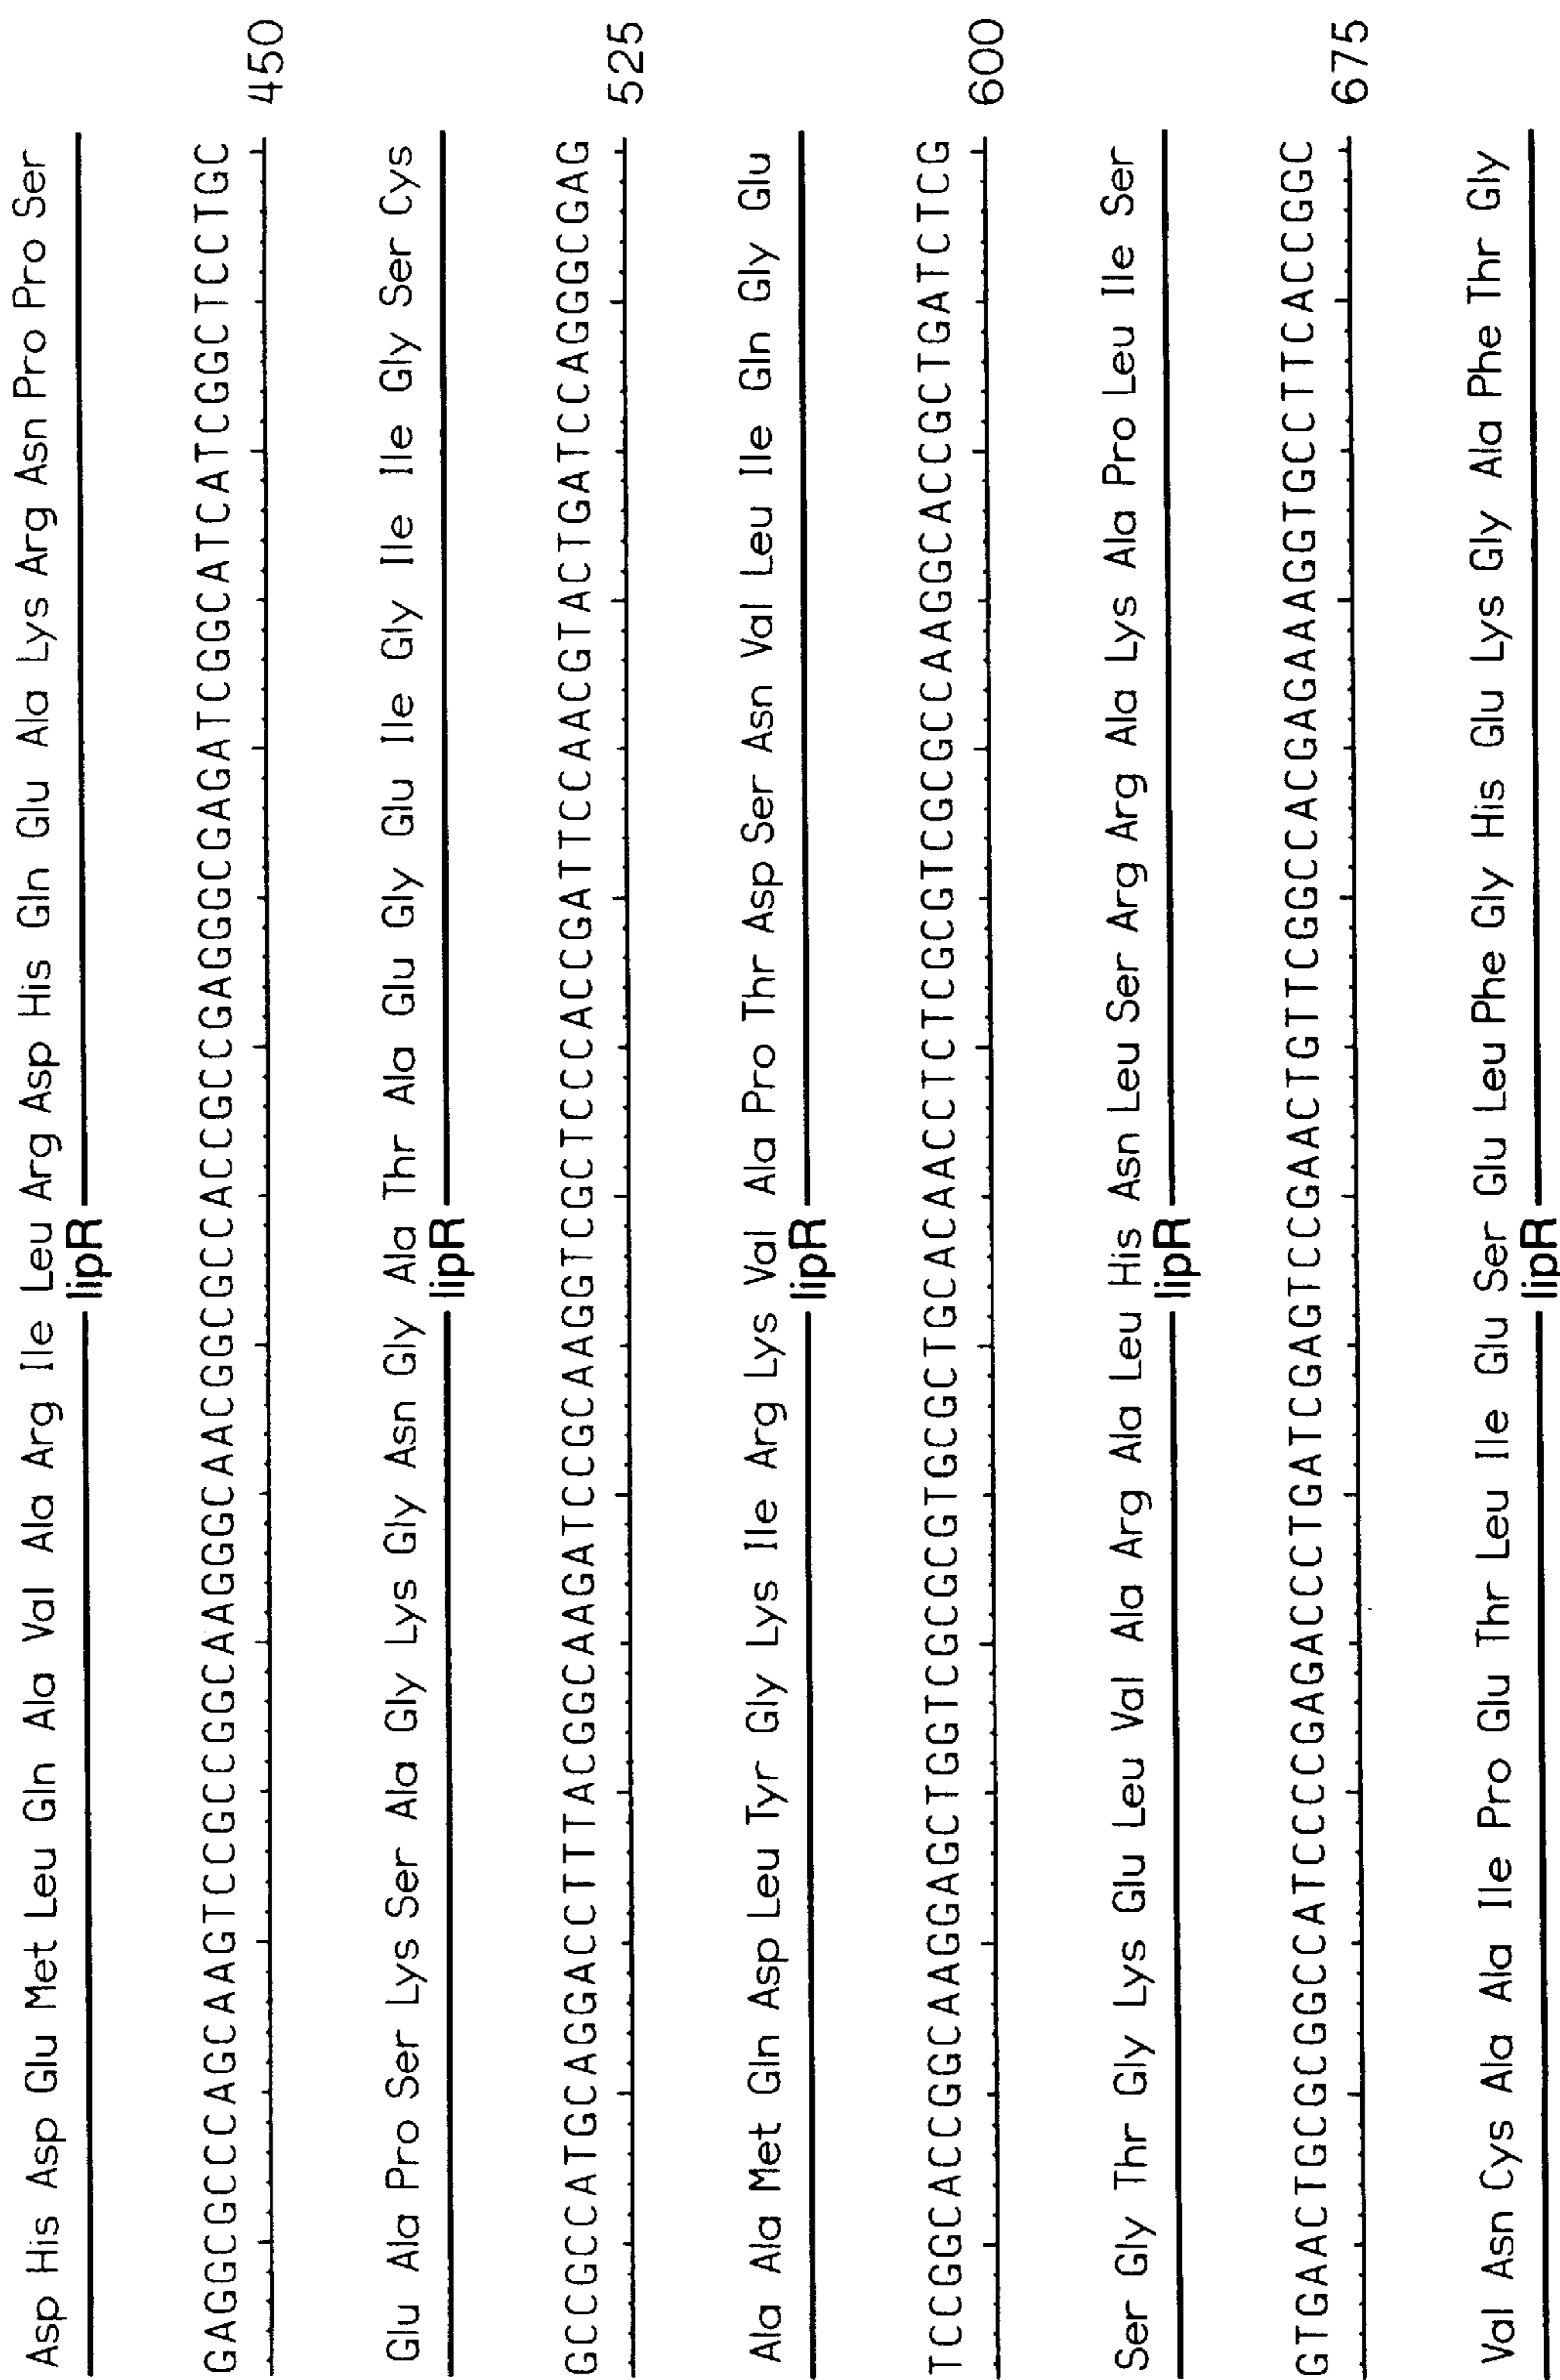 Asp His Asp Glu Met Leu Gln Ala Val Ala Arg Ile Leu Arg Asp His Gln Glu Ala Lys Arg Asn Pro Pro Ser
lipR
GAGGCGCCCAGCAAGTCCGCCGGCAAGGGCAACGGCGCCACCGCCGAGGGCGAGATCGGCATCATCGGCTCCTGC 450
Glu Ala Pro Ser Lys Ser Ala Gly Lys Gly Asn Gly Ala Thr Ala Glu Gly Glu Ile Gly Ile Ile Gly Ser Cys
lipR
GCCGCCATGCAGGACCTTTACGGCAAGATCCGCAAGGTCGCTCCCACCGATTCCAACGTACTGATCCAGGGCGAG 525
Ala Ala Met Gln Asp Leu Tyr Gly Lys Ile Arg Lys Val Ala Pro Thr Asp Ser Asn Val Leu Ile Gln Gly Glu
lipR
TCCGGCACCGGCAAGGAGCTGGTCGCGCGTGCGCTGCACAACCTCTCGCGTCGCGCCAAGGCACCGCTGATCTCG 600
Ser Gly Thr Gly Lys Glu Leu Val Ala Arg Ala Leu His Asn Leu Ser Arg Arg Ala Lys Ala Pro Leu Ile Ser
lipR
GTGAACTGCGCGGCCATCCCCGAGACCCTGATCGAGTCCGAACTGTTCGGCCACGAGAAAGGTGCCTTCACCGGC 675
Val Asn Cys Ala Ala Ile Pro Glu Thr Leu Ile Glu Ser Glu Leu Phe Gly His Glu Lys Gly Ala Phe Thr Gly
lipR